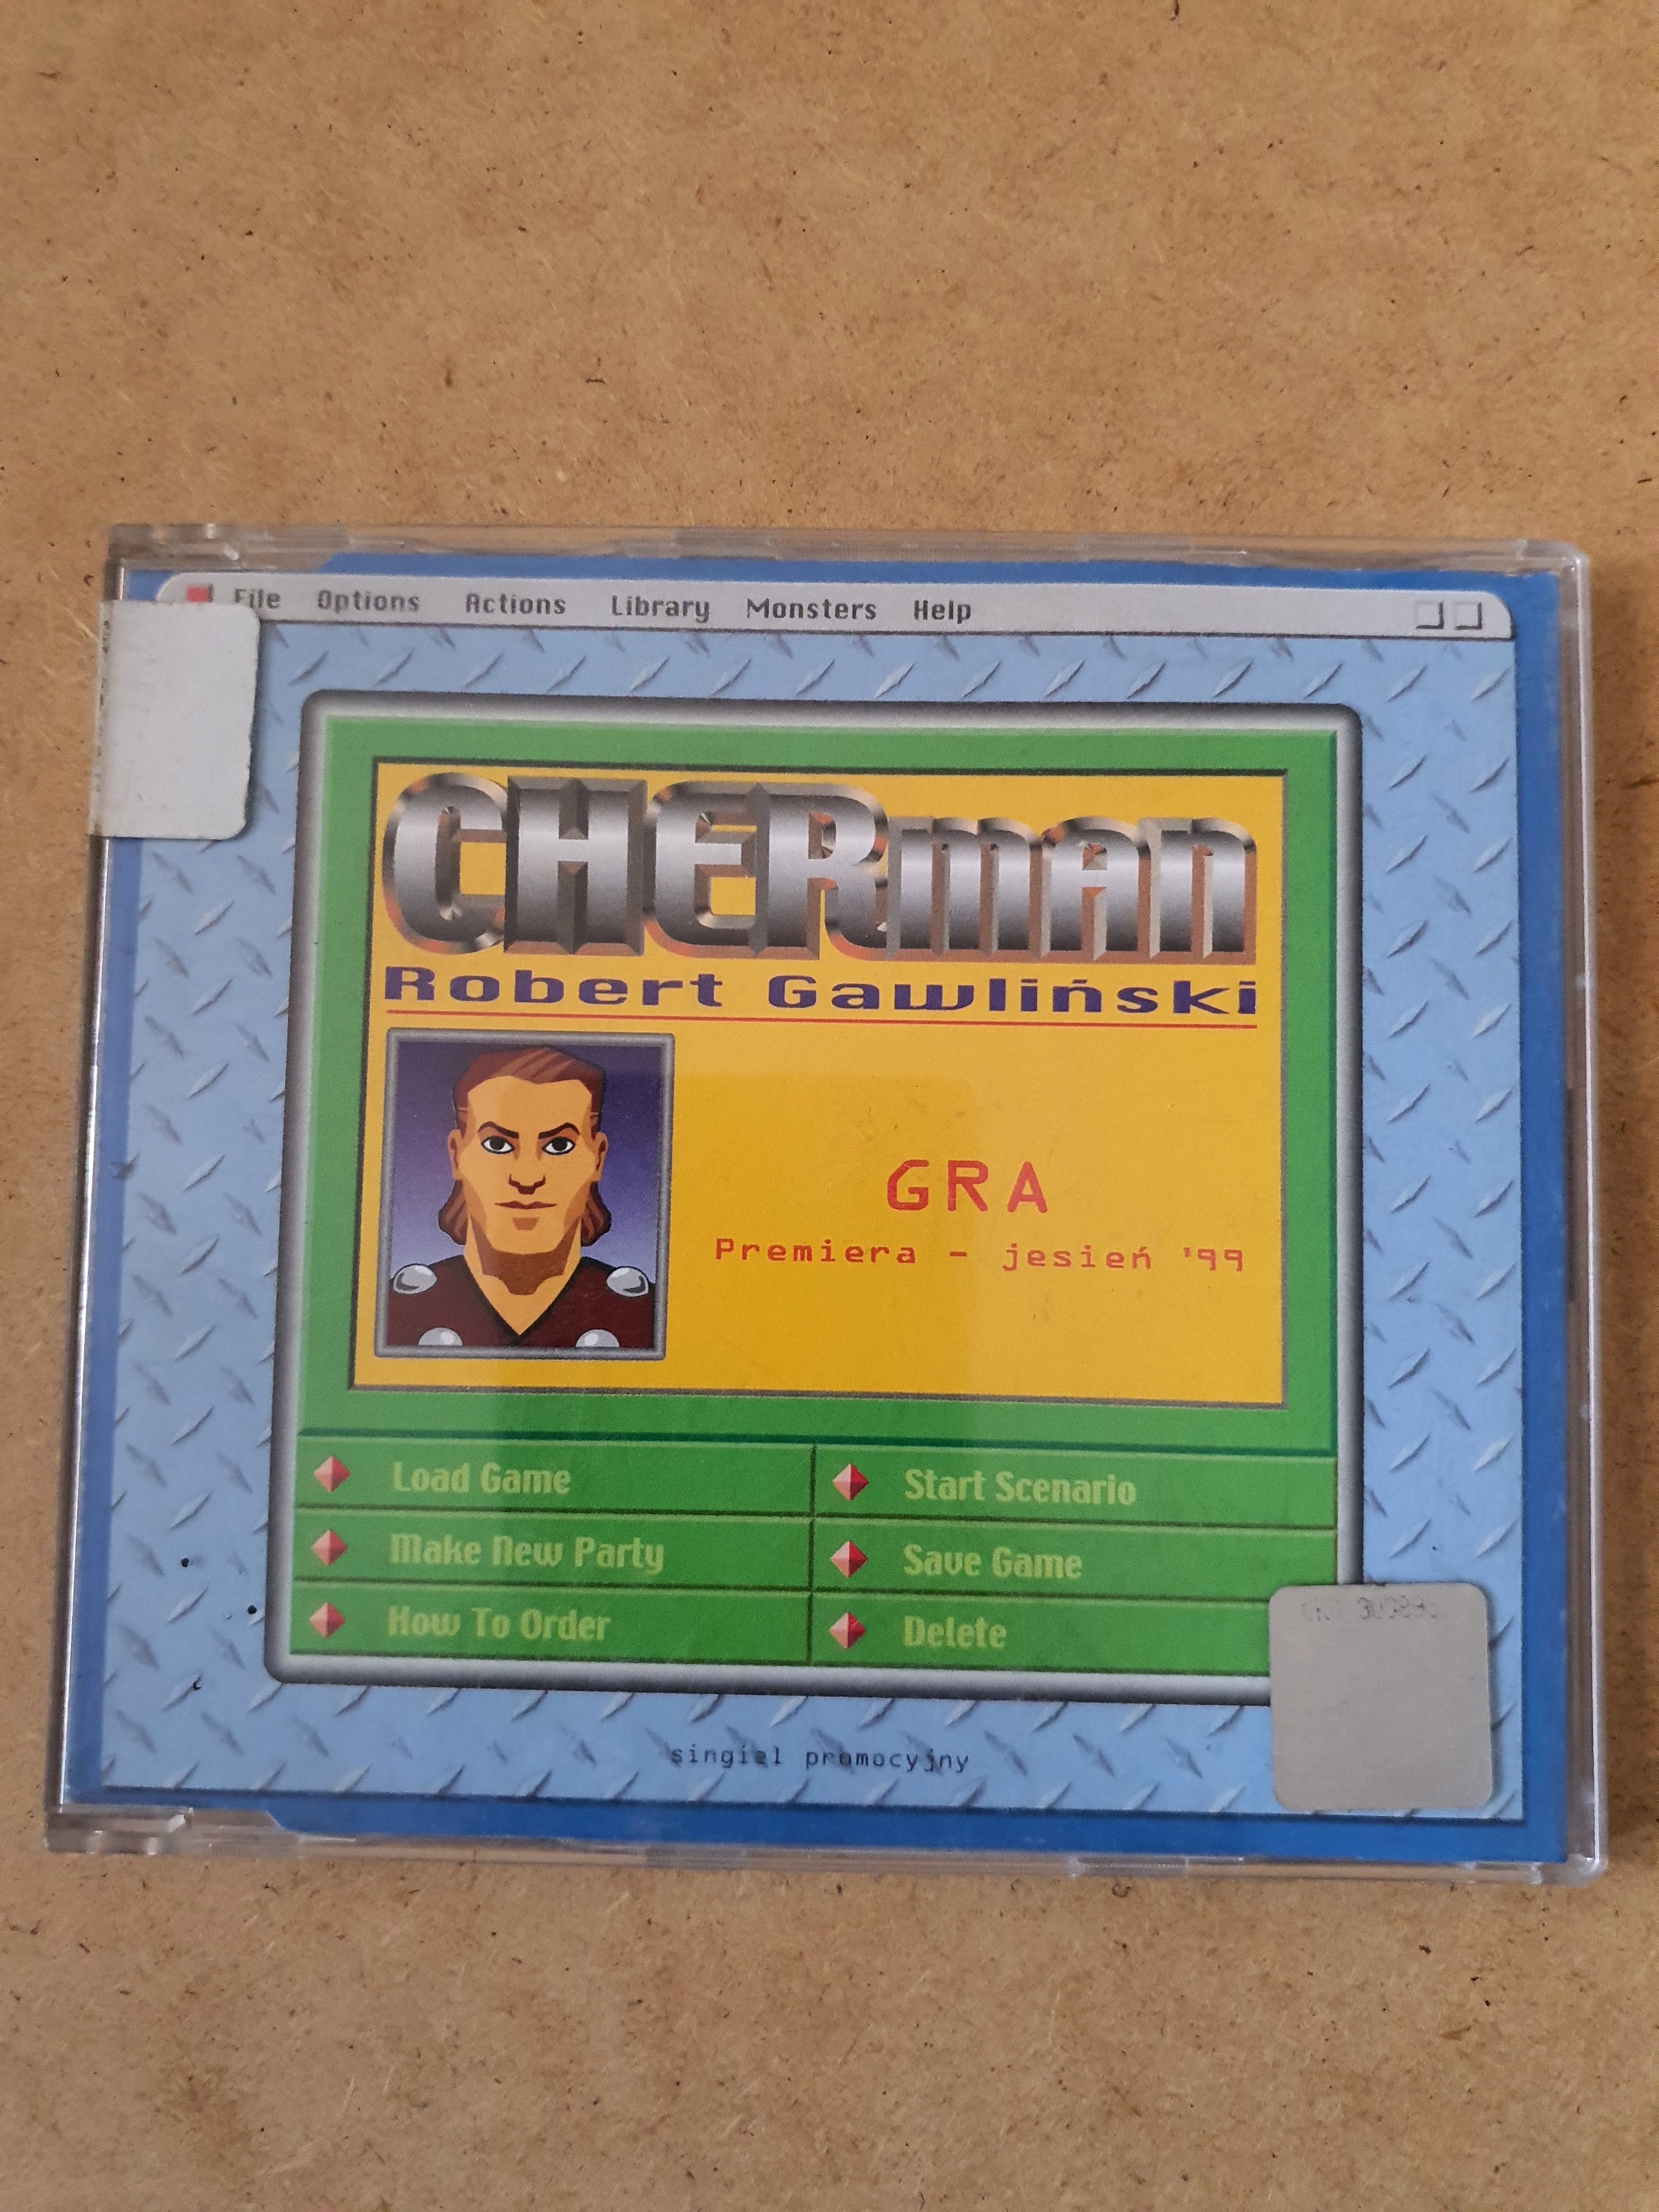 File Options Actions Library Monsters Help
CHERMAN
Robert Gawliński
GRA
Premiera - jesień '99
Load Game
Start Scenario
Make New Party
Save Game
How To Order
Delete
singiel promocyjny